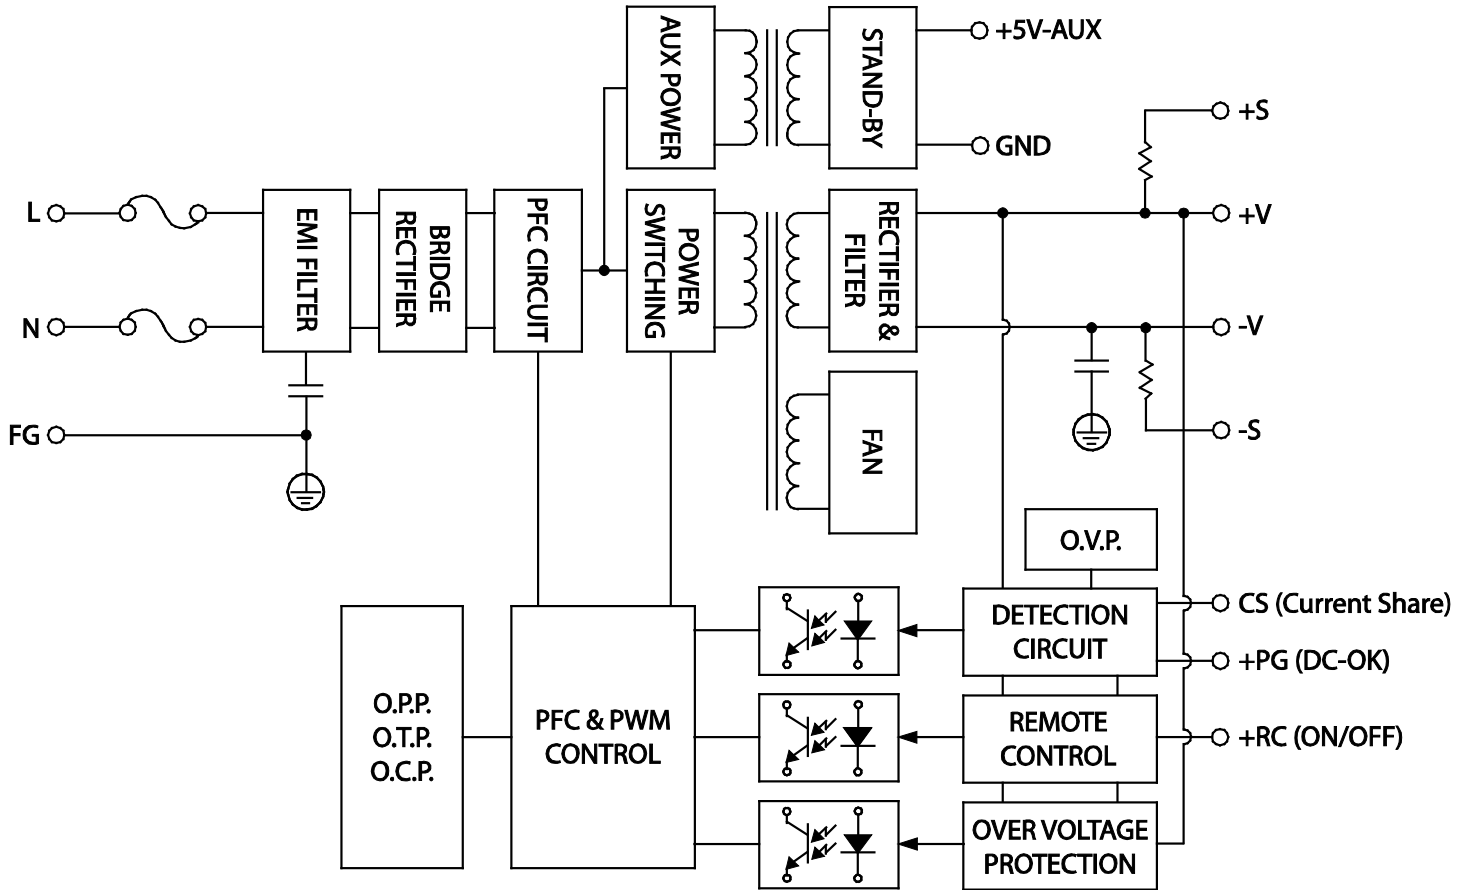 AUX POWER
STAND-BY
+5V-AUX
GND
+S
L
N
FG
EMI FILTER
BRIDGE
RECTIFIER
PFC CIRCUIT
POWER
SWITCHING
RECTIFIER &
FILTER
+V
-V
-S
FAN
O.V.P.
DETECTION
CIRCUIT
CS (Current Share)
+PG (DC-OK)
O.P.P.
O.T.P.
O.C.P.
PFC & PWM
CONTROL
REMOTE
CONTROL
+RC (ON/OFF)
OVER VOLTAGE
PROTECTION